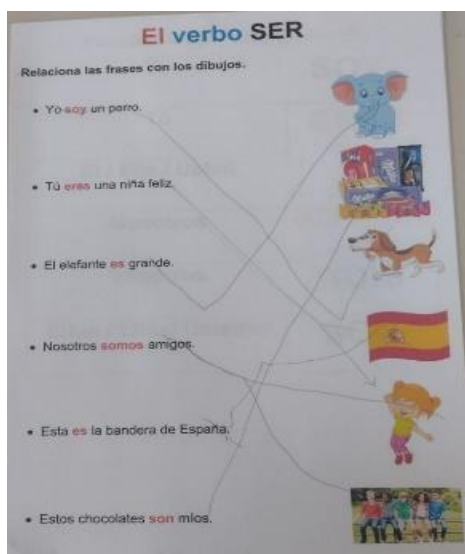 El verbo SER
Relaciona las frases con los dibujos.
• Yo soy un perro.
• Tú eres una niña feliz.
• El elefante es grande.
• Nosotros somos amigos.
• Esta es la bandera de España.
• Estos chocolates son míos.